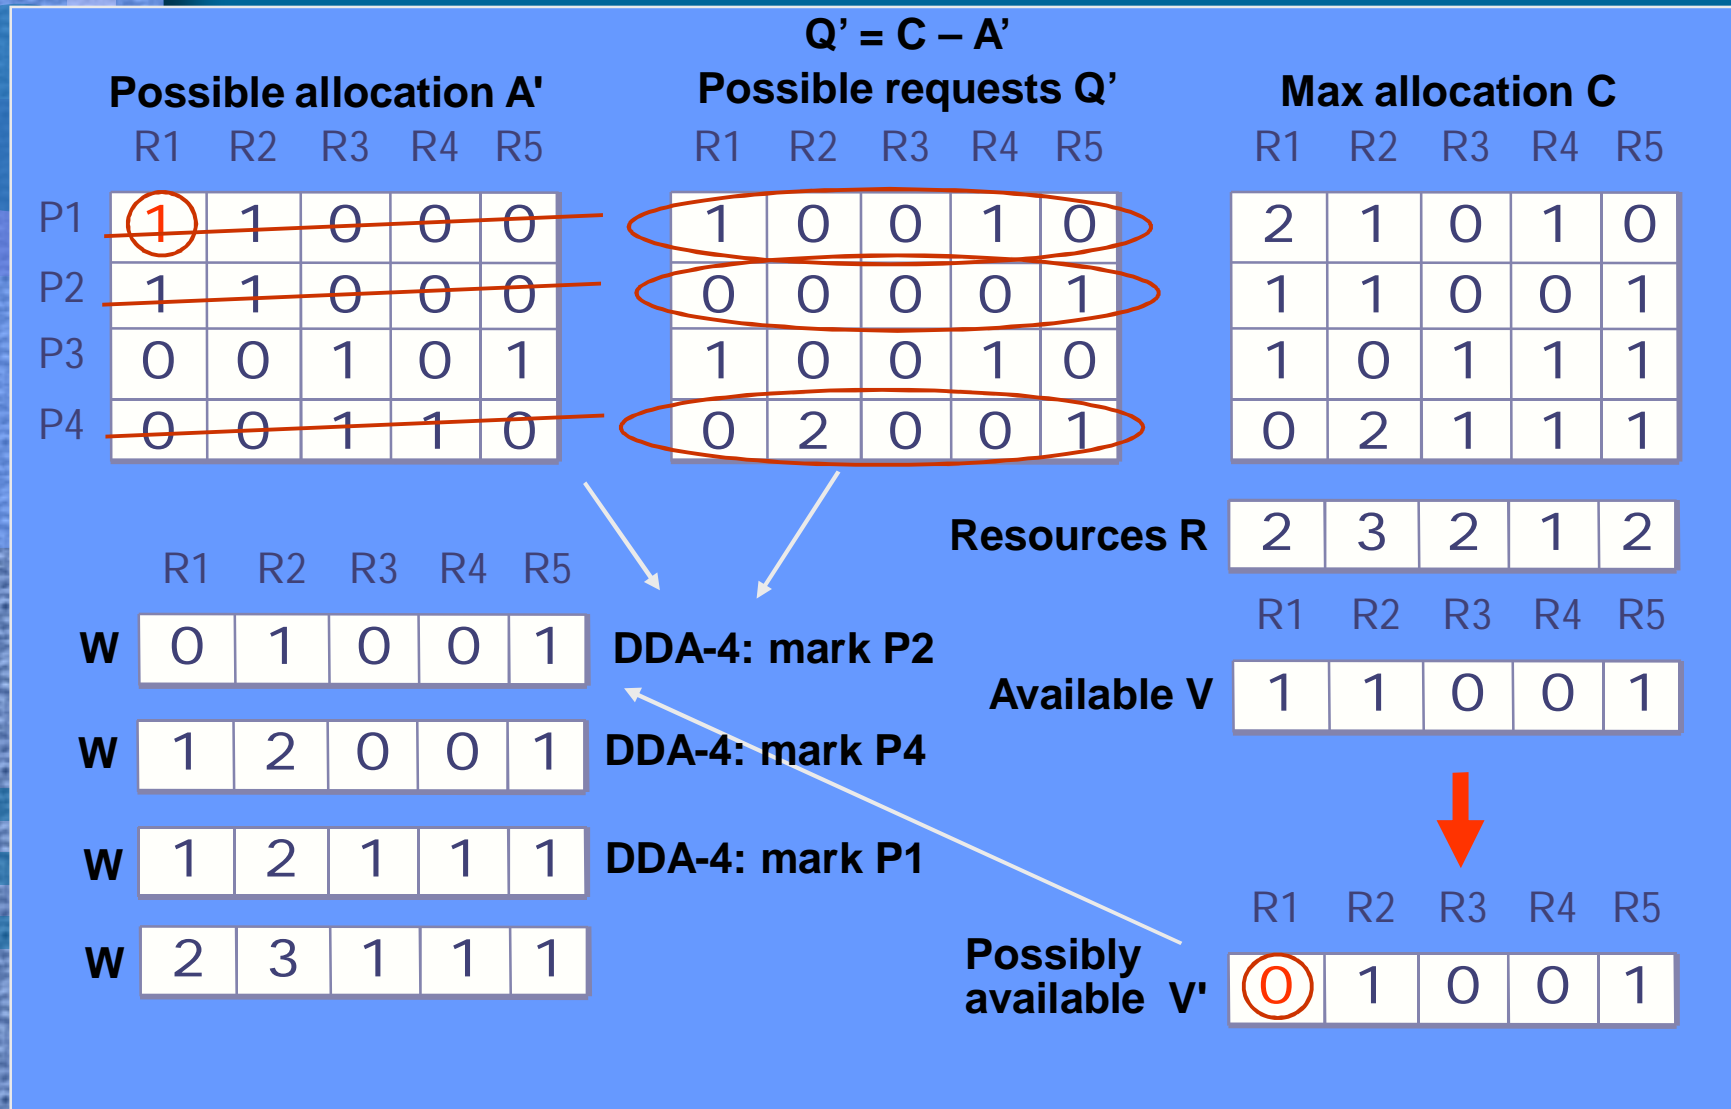 Q’ = C – A’
Possible allocation A'
Possible requests Q’
Max allocation C
R1 R2 R3 R4 R5
R1 R2 R3 R4 R5
R1 R2 R3 R4 R5
P1 1 1 0 0 0
1 0 0 1 0
2 1 0 1 0
P2 1 1 0 0 0
0 0 0 0 1
1 1 0 0 1
P3 0 0 1 0 1
1 0 0 1 0
1 0 1 1 1
P4 0 0 1 1 0
0 2 0 0 1
0 2 1 1 1
Resources R 2 3 2 1 2
R1 R2 R3 R4 R5
W 0 1 0 0 1 DDA-4: mark P2
W 1 2 0 0 1 DDA-4: mark P4
W 1 2 1 1 1 DDA-4: mark P1
W 2 3 1 1 1
R1 R2 R3 R4 R5
Available V 1 1 0 0 1
R1 R2 R3 R4 R5
Possibly
available V' 0 1 0 0 1